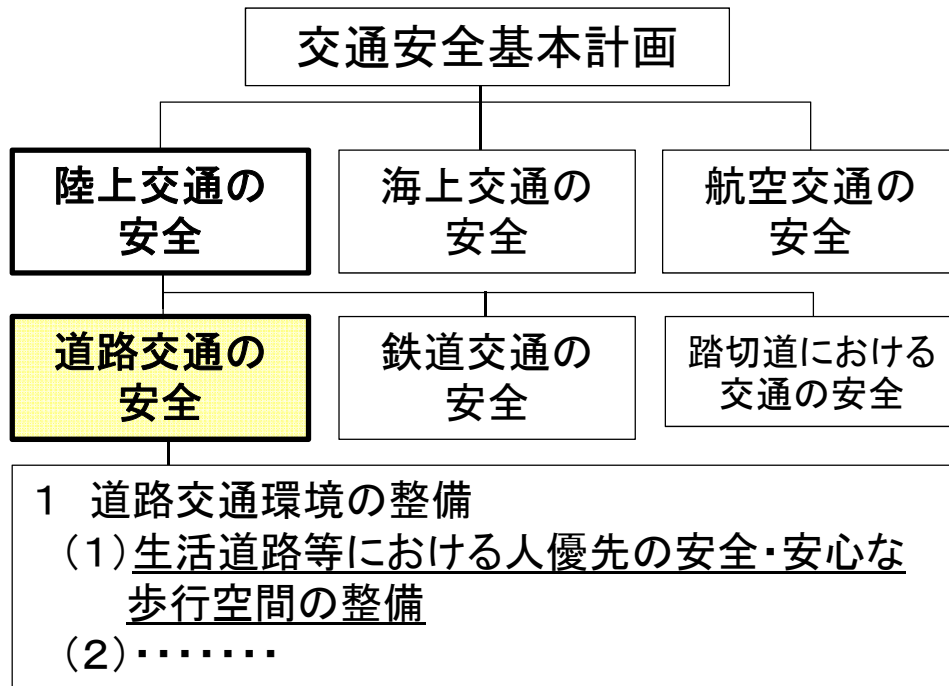 交通安全基本計画
陸上交通の
安全
海上交通の
安全
航空交通の
安全
道路交通の
安全
鉄道交通の
安全
踏切道における
交通の安全
1 道路交通環境の整備
(1)生活道路等における人優先の安全・安心な
歩行空間の整備
(2)・・・・・・・